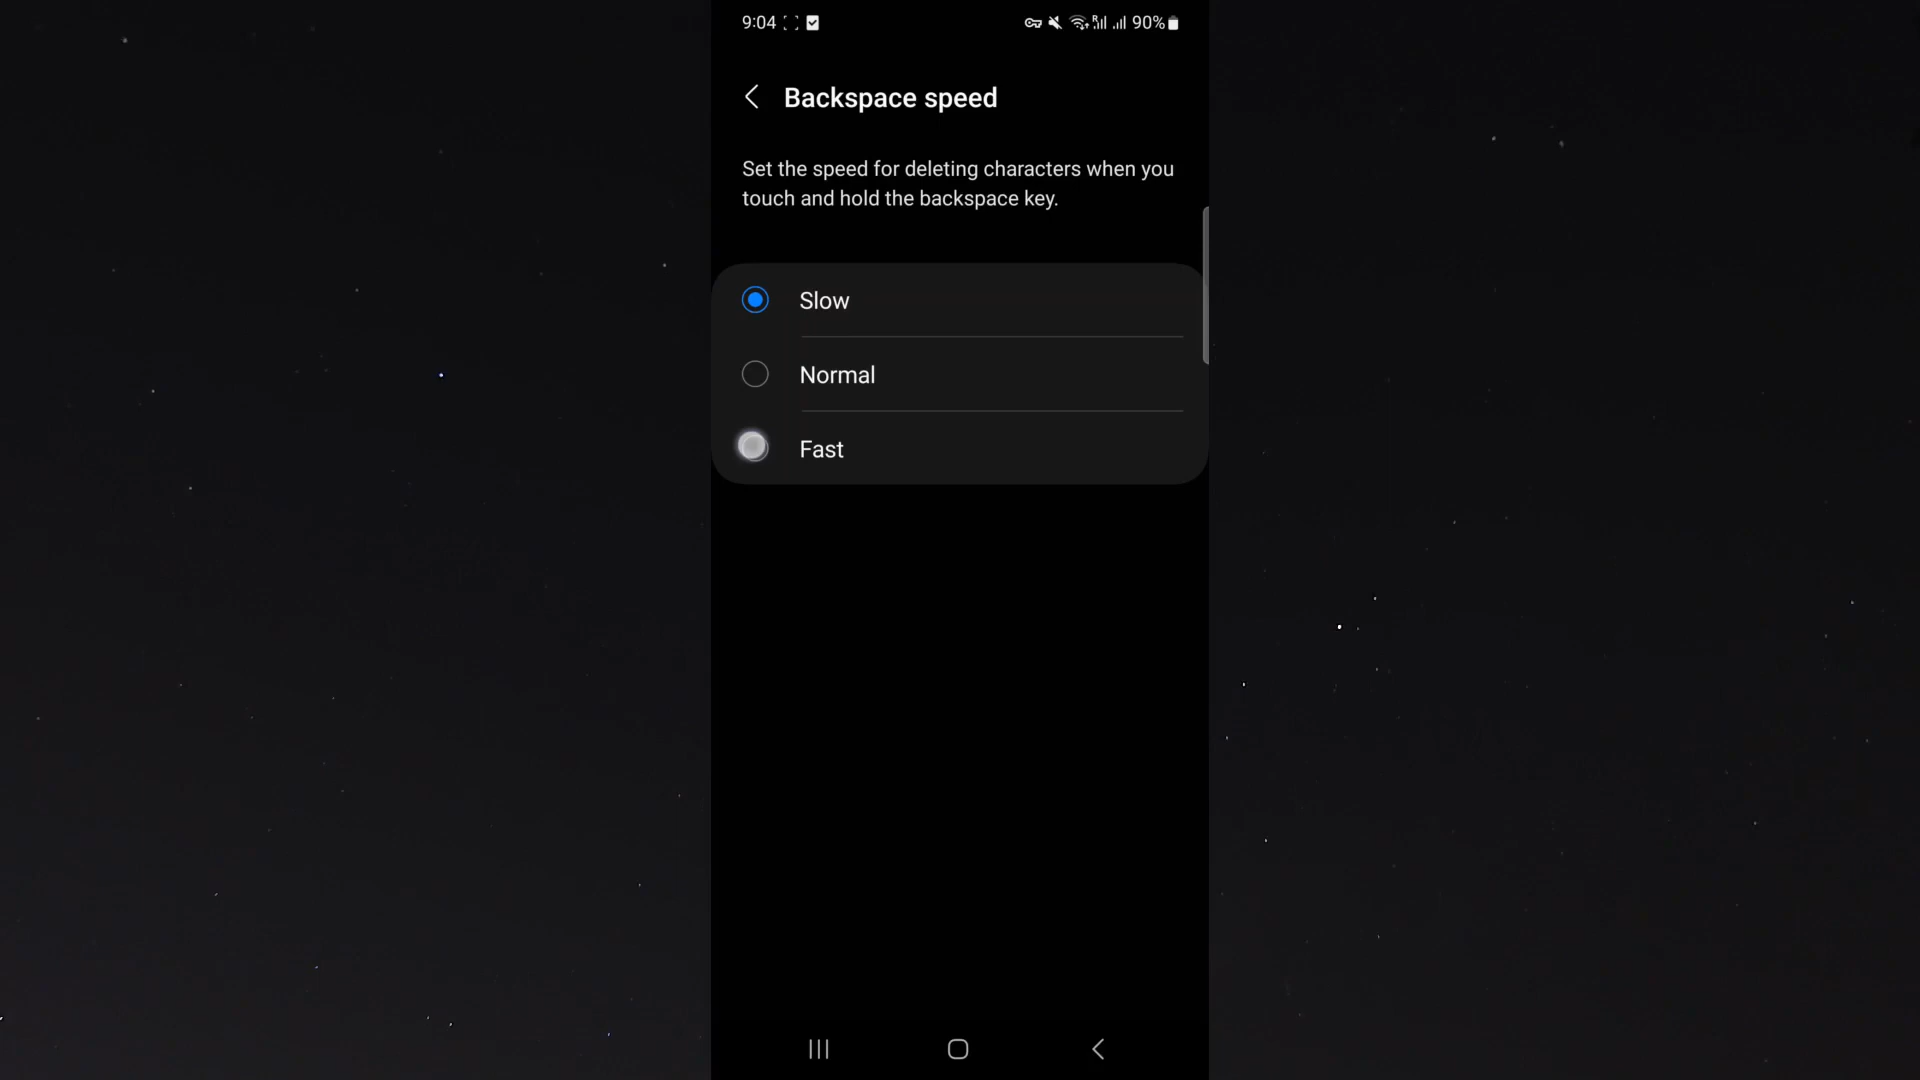 9:04 90%
Backspace speed
Set the speed for deleting characters when you
touch and hold the backspace key.
Slow
Normal
Fast